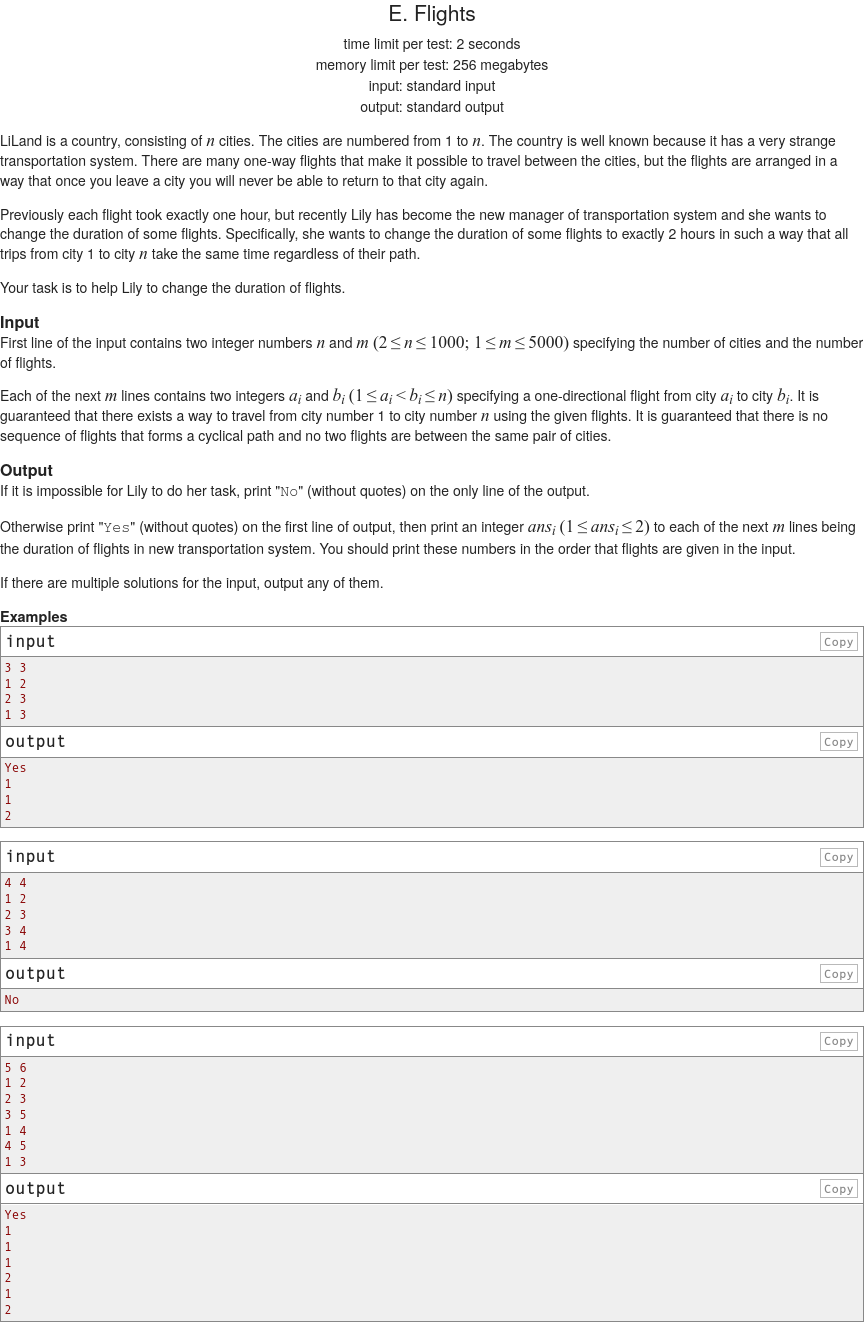 E. Flights
time limit per test: 2 seconds
memory limit per test: 256 megabytes
input: standard input
output: standard output
LiLand is a country, consisting of n cities. The cities are numbered from 1 to n. The country is well known because it has a very strange
transportation system. There are many one-way flights that make it possible to travel between the cities, but the flights are arranged in a
way that once you leave a city you will never be able to return to that city again.
Previously each flight took exactly one hour, but recently Lily has become the new manager of transportation system and she wants to
change the duration of some flights. Specifically, she wants to change the duration of some flights to exactly 2 hours in such a way that all
trips from city 1 to city n take the same time regardless of their path.
Your task is to help Lily to change the duration of flights.
Input
First line of the input contains two integer numbers n and m (2 ≤ n ≤ 1000; 1 ≤ m ≤ 5000) specifying the number of cities and the number
of flights.
Each of the next m lines contains two integers a_i and b_i (1 ≤ a_i < b_i ≤ n) specifying a one-directional flight from city a_i to city b_i. It is
guaranteed that there exists a way to travel from city number 1 to city number n using the given flights. It is guaranteed that there is no
sequence of flights that forms a cyclical path and no two flights are between the same pair of cities.
Output
If it is impossible for Lily to do her task, print "No" (without quotes) on the only line of the output.
Otherwise print "Yes" (without quotes) on the first line of output, then print an integer ans_i (1 ≤ ans_i ≤ 2) to each of the next m lines being
the duration of flights in new transportation system. You should print these numbers in the order that flights are given in the input.
If there are multiple solutions for the input, output any of them.
Examples
input Copy
3 3
1 2
2 3
1 3
output Copy
Yes
1
1
2
input Copy
4 4
1 2
2 3
3 4
1 4
output Copy
No
input Copy
5 6
1 2
2 3
3 5
1 4
4 5
1 3
output Copy
Yes
1
1
1
2
1
2